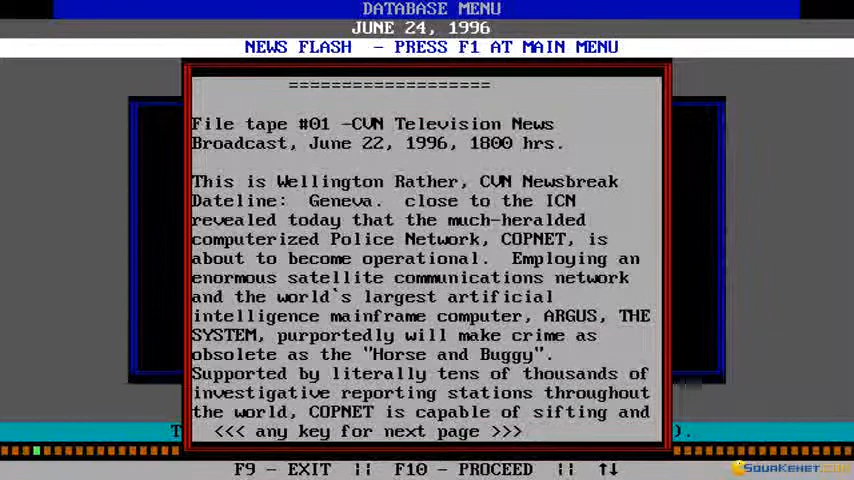 DATABASE MENU
JUNE 24, 1996
NEWS FLASH - PRESS F1 AT MAIN MENU
====================
File tape #01 -CVN Television News
Broadcast, June 22, 1996, 1800 hrs.
This is Wellington Rather, CVN Newsbreak
Dateline: Geneva. close to the ICN
revealed today that the much-heralded
computerized Police Network, COPNET, is
about to become operational. Employing an
enormous satellite communications network
and the world`s largest artificial
intelligence mainframe computer, ARGUS, THE
SYSTEM, purportedly will make crime as
obsolete as the "Horse and Buggy".
Supported by literally tens of thousands of
investigative reporting stations throughout
the world, COPNET is capable of sifting and
<<< any key for next page >>>
T ).
F9 - EXIT || F10 - PROCEED || ↑↓